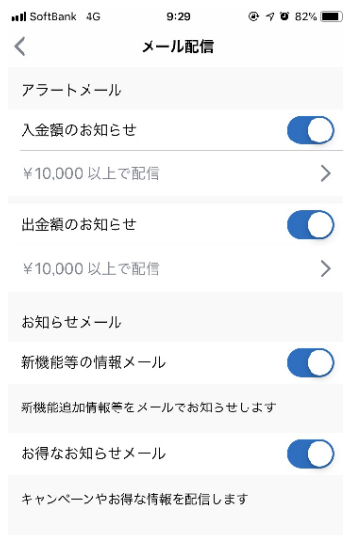 SoftBank 4G 9:29 82%
メール配信
アラートメール
入金額のお知らせ
¥10,000 以上で配信
出金額のお知らせ
¥10,000 以上で配信
お知らせメール
新機能等の情報メール
新機能追加情報等をメールでお知らせします
お得なお知らせメール
キャンペーンやお得な情報を配信します